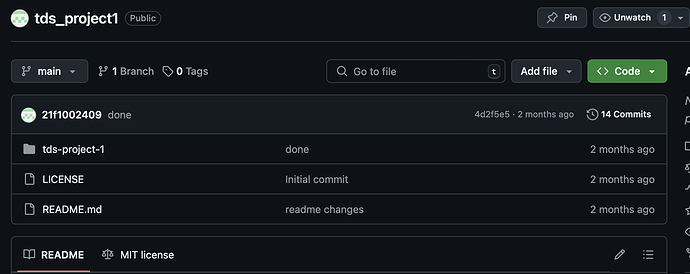 tds_project1 Public Pin Unwatch 1
main 1 Branch 0 Tags Go to file t Add file Code
21f1002409 done 4d2f5e5 · 2 months ago 14 Commits
tds-project-1 done 2 months ago
LICENSE Initial commit 2 months ago
README.md readme changes 2 months ago
README MIT license